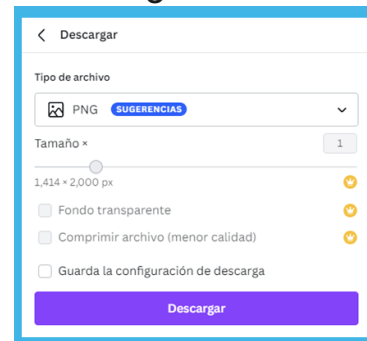 Descargar
Tipo de archivo
PNG SUGERENCIAS
Tamaño × 1
1,414 × 2,000 px
Fondo transparente
Comprimir archivo (menor calidad)
Guarda la configuración de descarga
Descargar